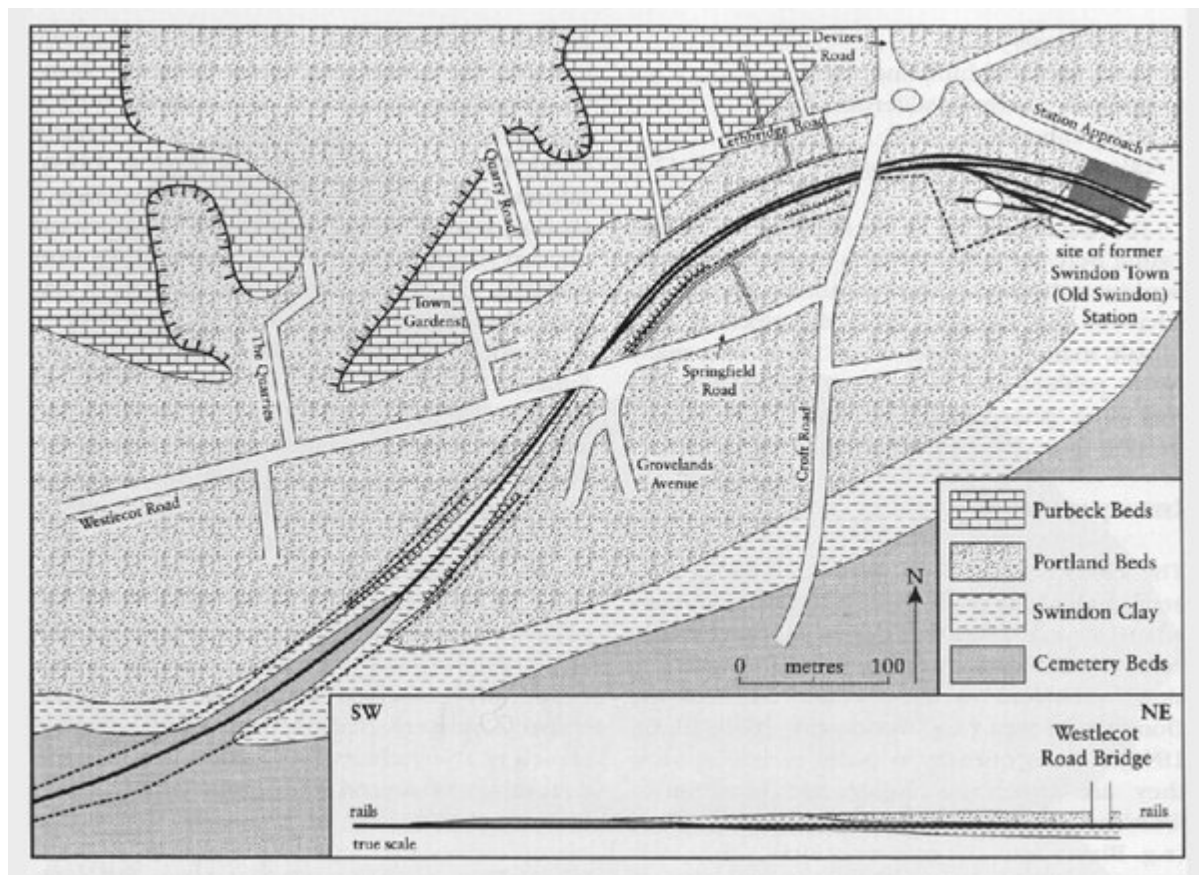 Devizes
Road
Station Approach
Lethbridge Road
Quarry Road
site of former
Swindon Town
(Old Swindon)
Station
Town
Gardens
The Quarries
Springfield
Road
Croft Road
Grovelands
Avenue
Westlecot Road
Purbeck Beds
Portland Beds
Swindon Clay
Cemetery Beds
N
0 metres 100
SW
NE
Westlecot
Road Bridge
rails
rails
true scale